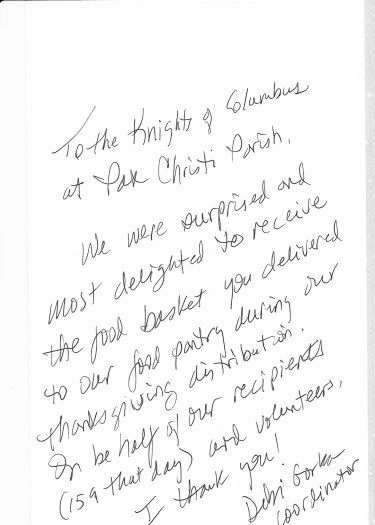 To the Knights of Columbus
at Pax Christi Parish,
We were surprised and
most delighted to receive
the food basket you delivered
to our food pantry during our
thanksgiving distribution.
On behalf of our recipients
(159 that day) and volunteers,
I thank you!
Debi Gorka
coordinator